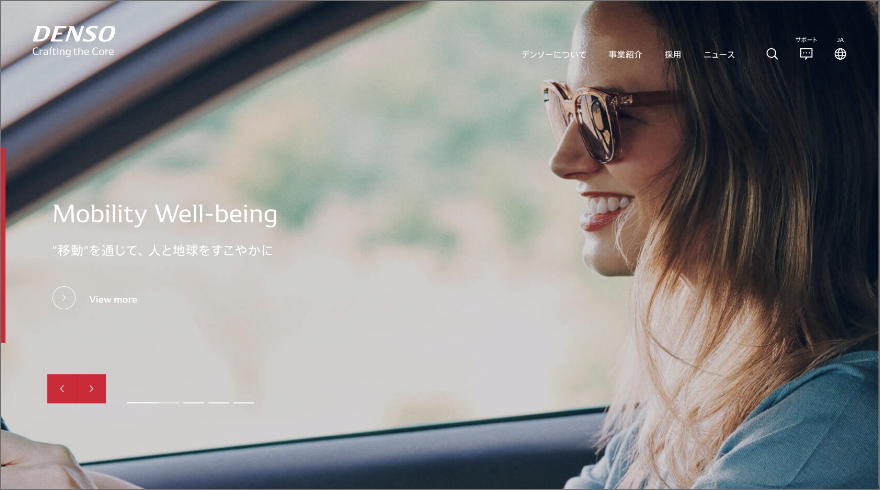 DENSO
Crafting the Core
デンソーについて
事業紹介
採用
ニュース
サポート
JA
Mobility Well-being
"移動"を通じて、人と地球をすこやかに
View more